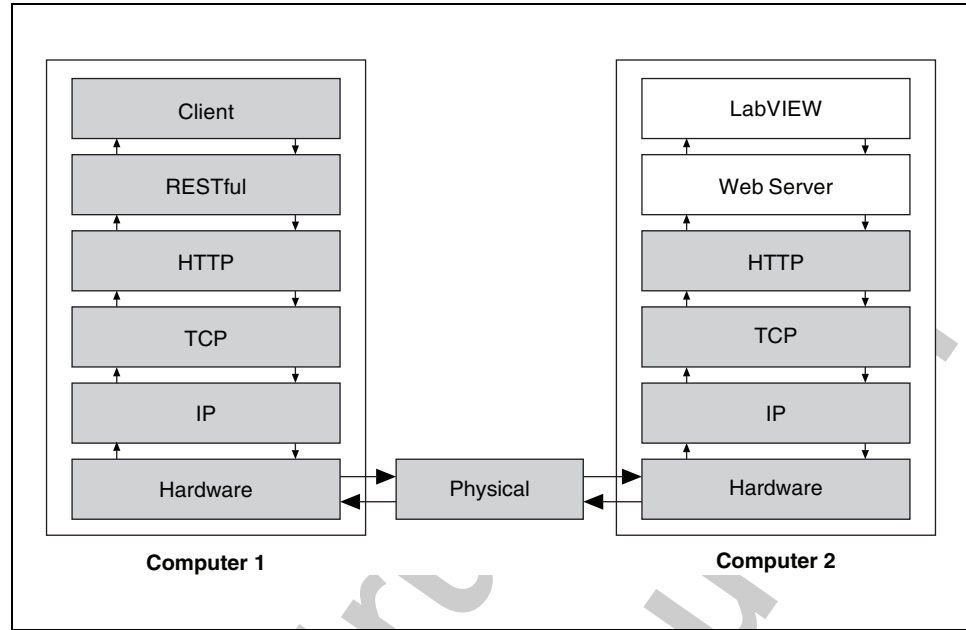 Client
RESTful
HTTP
TCP
IP
Hardware
Computer 1
Physical
LabVIEW
Web Server
HTTP
TCP
IP
Hardware
Computer 2